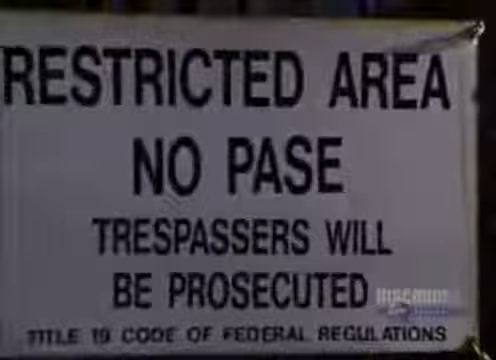 RESTRICTED AREA
NO PASE
TRESPASSERS WILL
BE PROSECUTED
TITLE 19 CODE OF FEDERAL REGULATIONS